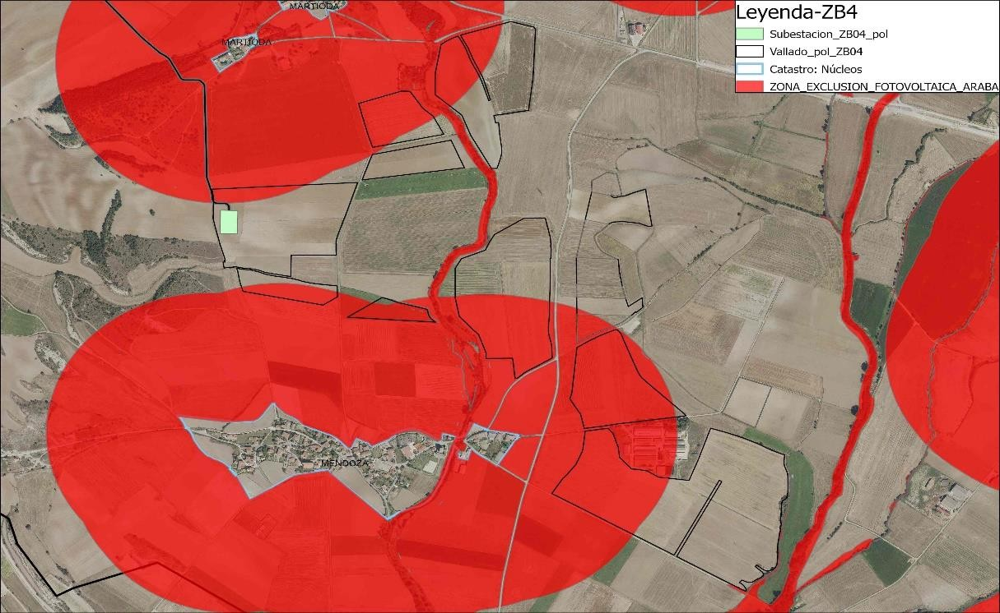 MARTIODA
MARTIODA
MENDOZA
Leyenda-ZB4
Subestacion_ZB04_pol
Vallado_pol_ZB04
Catastro: Núcleos
ZONA_EXCLUSION_FOTOVOLTAICA_ARABA